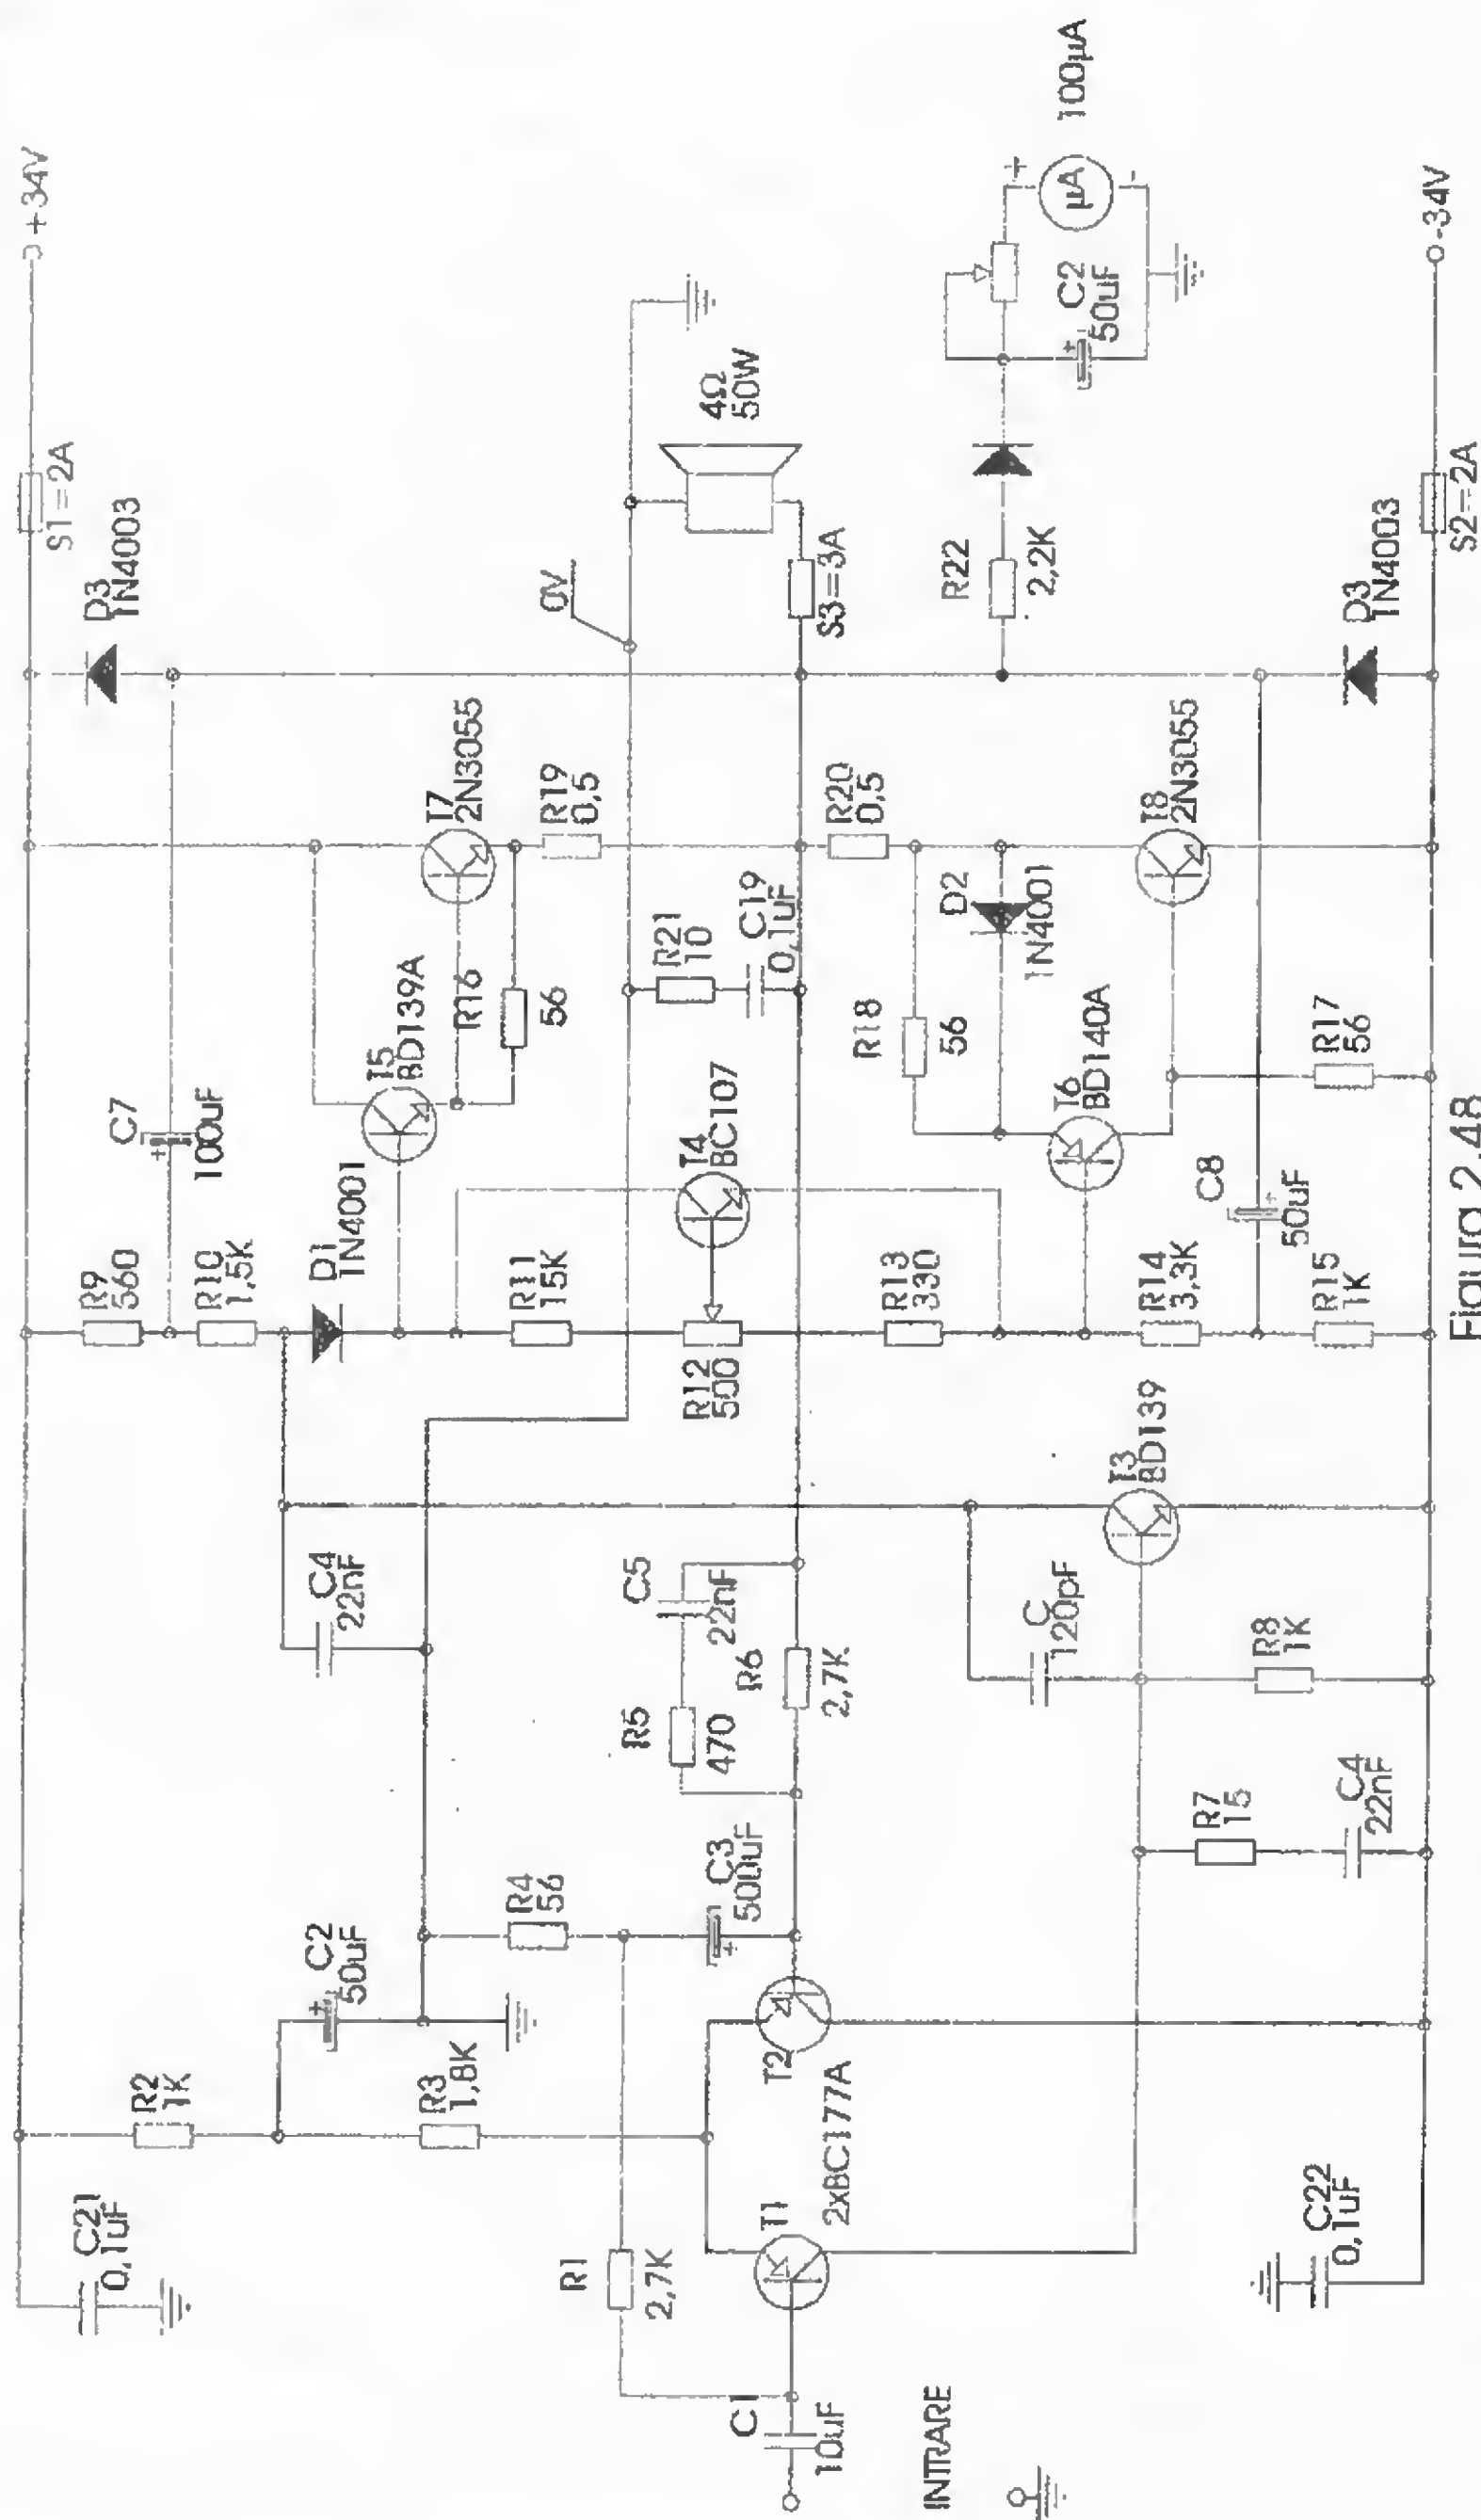 C21
0,1uF
R2
1K
C2
50uF
R3
1,8K
R1
2,7K
T1
2xBC177A
T2
C1
10uF
INTRARE
C22
0,1uF
R4
56
C3
500uF
R5
470
C5
22nF
R6
2,7K
C4
22nF
R7
15
C4
22nF
R8
1K
C
120pF
T3
BD139
R9
560
R10
1,5K
D1
1N4001
C7
100uF
R11
15K
R12
500
R13
330
R14
3,3K
R15
1K
T4
BC107
T5
BD139A
R16
56
T7
2N3055
R19
0,5
R21
10
C19
0,1uF
R20
0,5
R18
56
D2
1N4001
T6
BD140A
T8
2N3055
C8
50uF
R17
56
D3
1N4003
S1=2A
+34V
0V
4Ω
50W
S3=3A
R22
2,2K
C2
50uF
+
μA
-
100μA
D3
1N4003
S2=2A
-34V
Figura 2.48